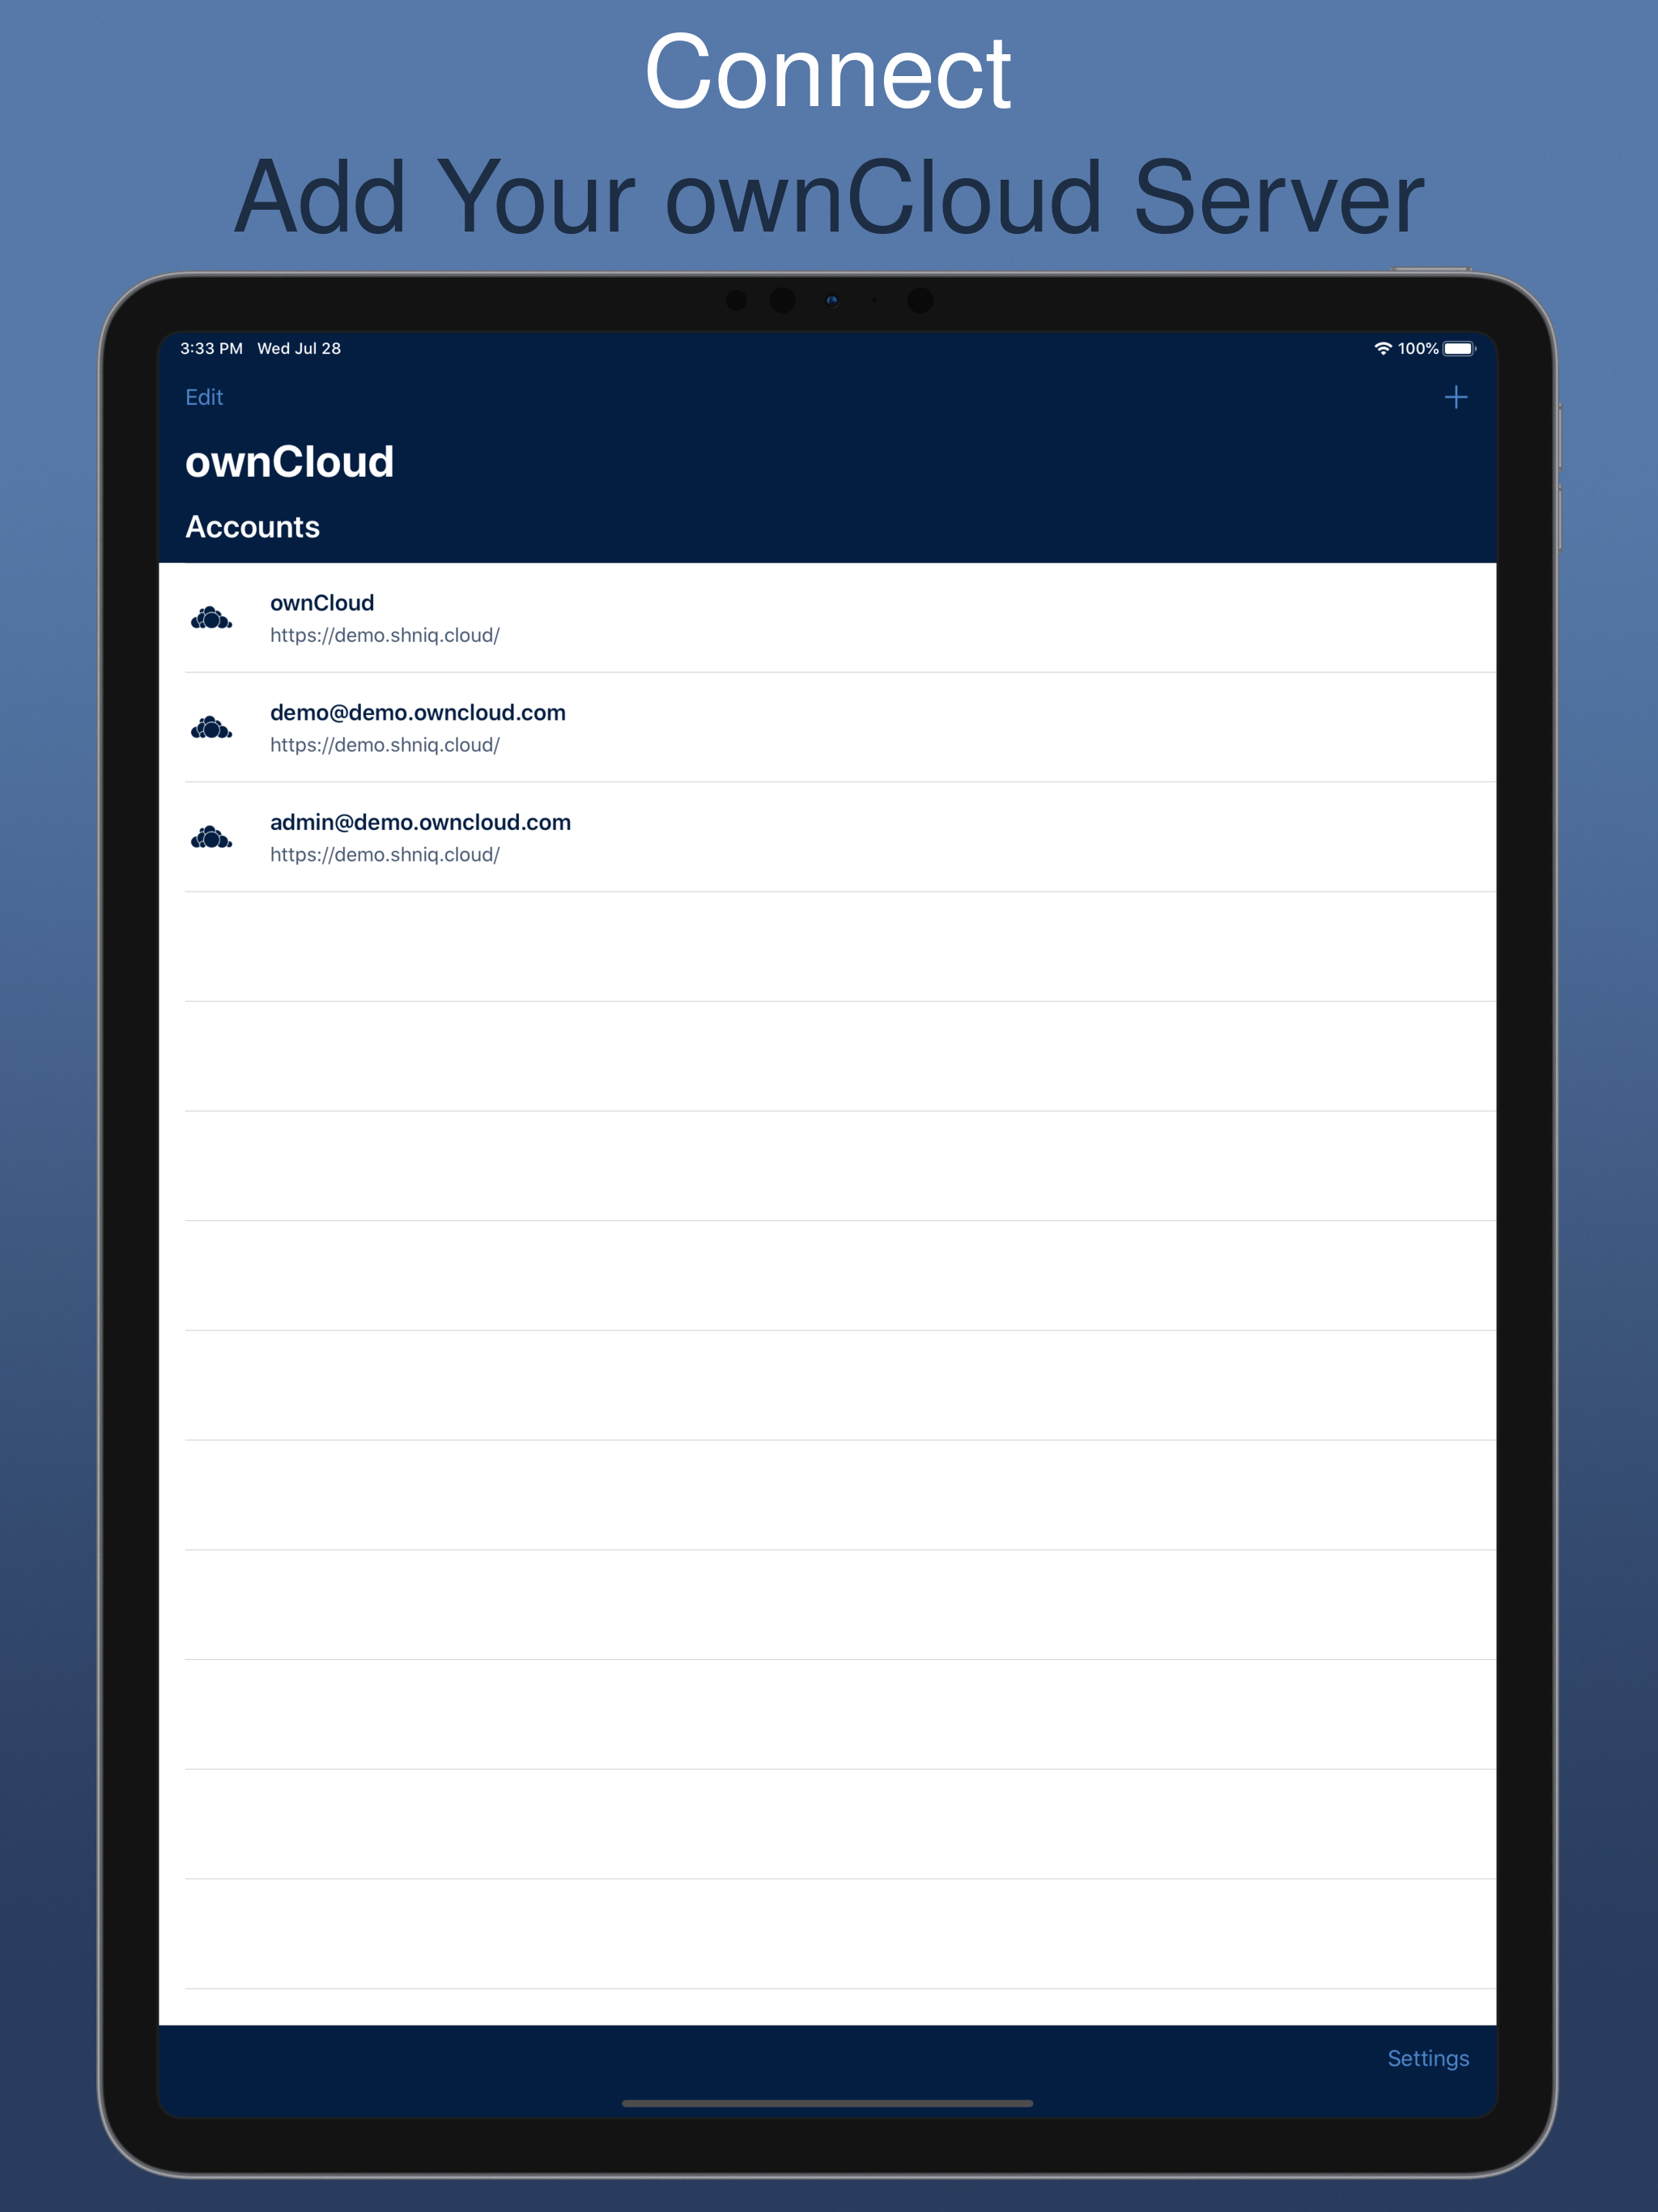 Connect
Add Your ownCloud Server
3:33 PM Wed Jul 28 100%
Edit
ownCloud
Accounts
ownCloud
https://demo.shniq.cloud/
demo@demo.owncloud.com
https://demo.shniq.cloud/
admin@demo.owncloud.com
https://demo.shniq.cloud/
Settings